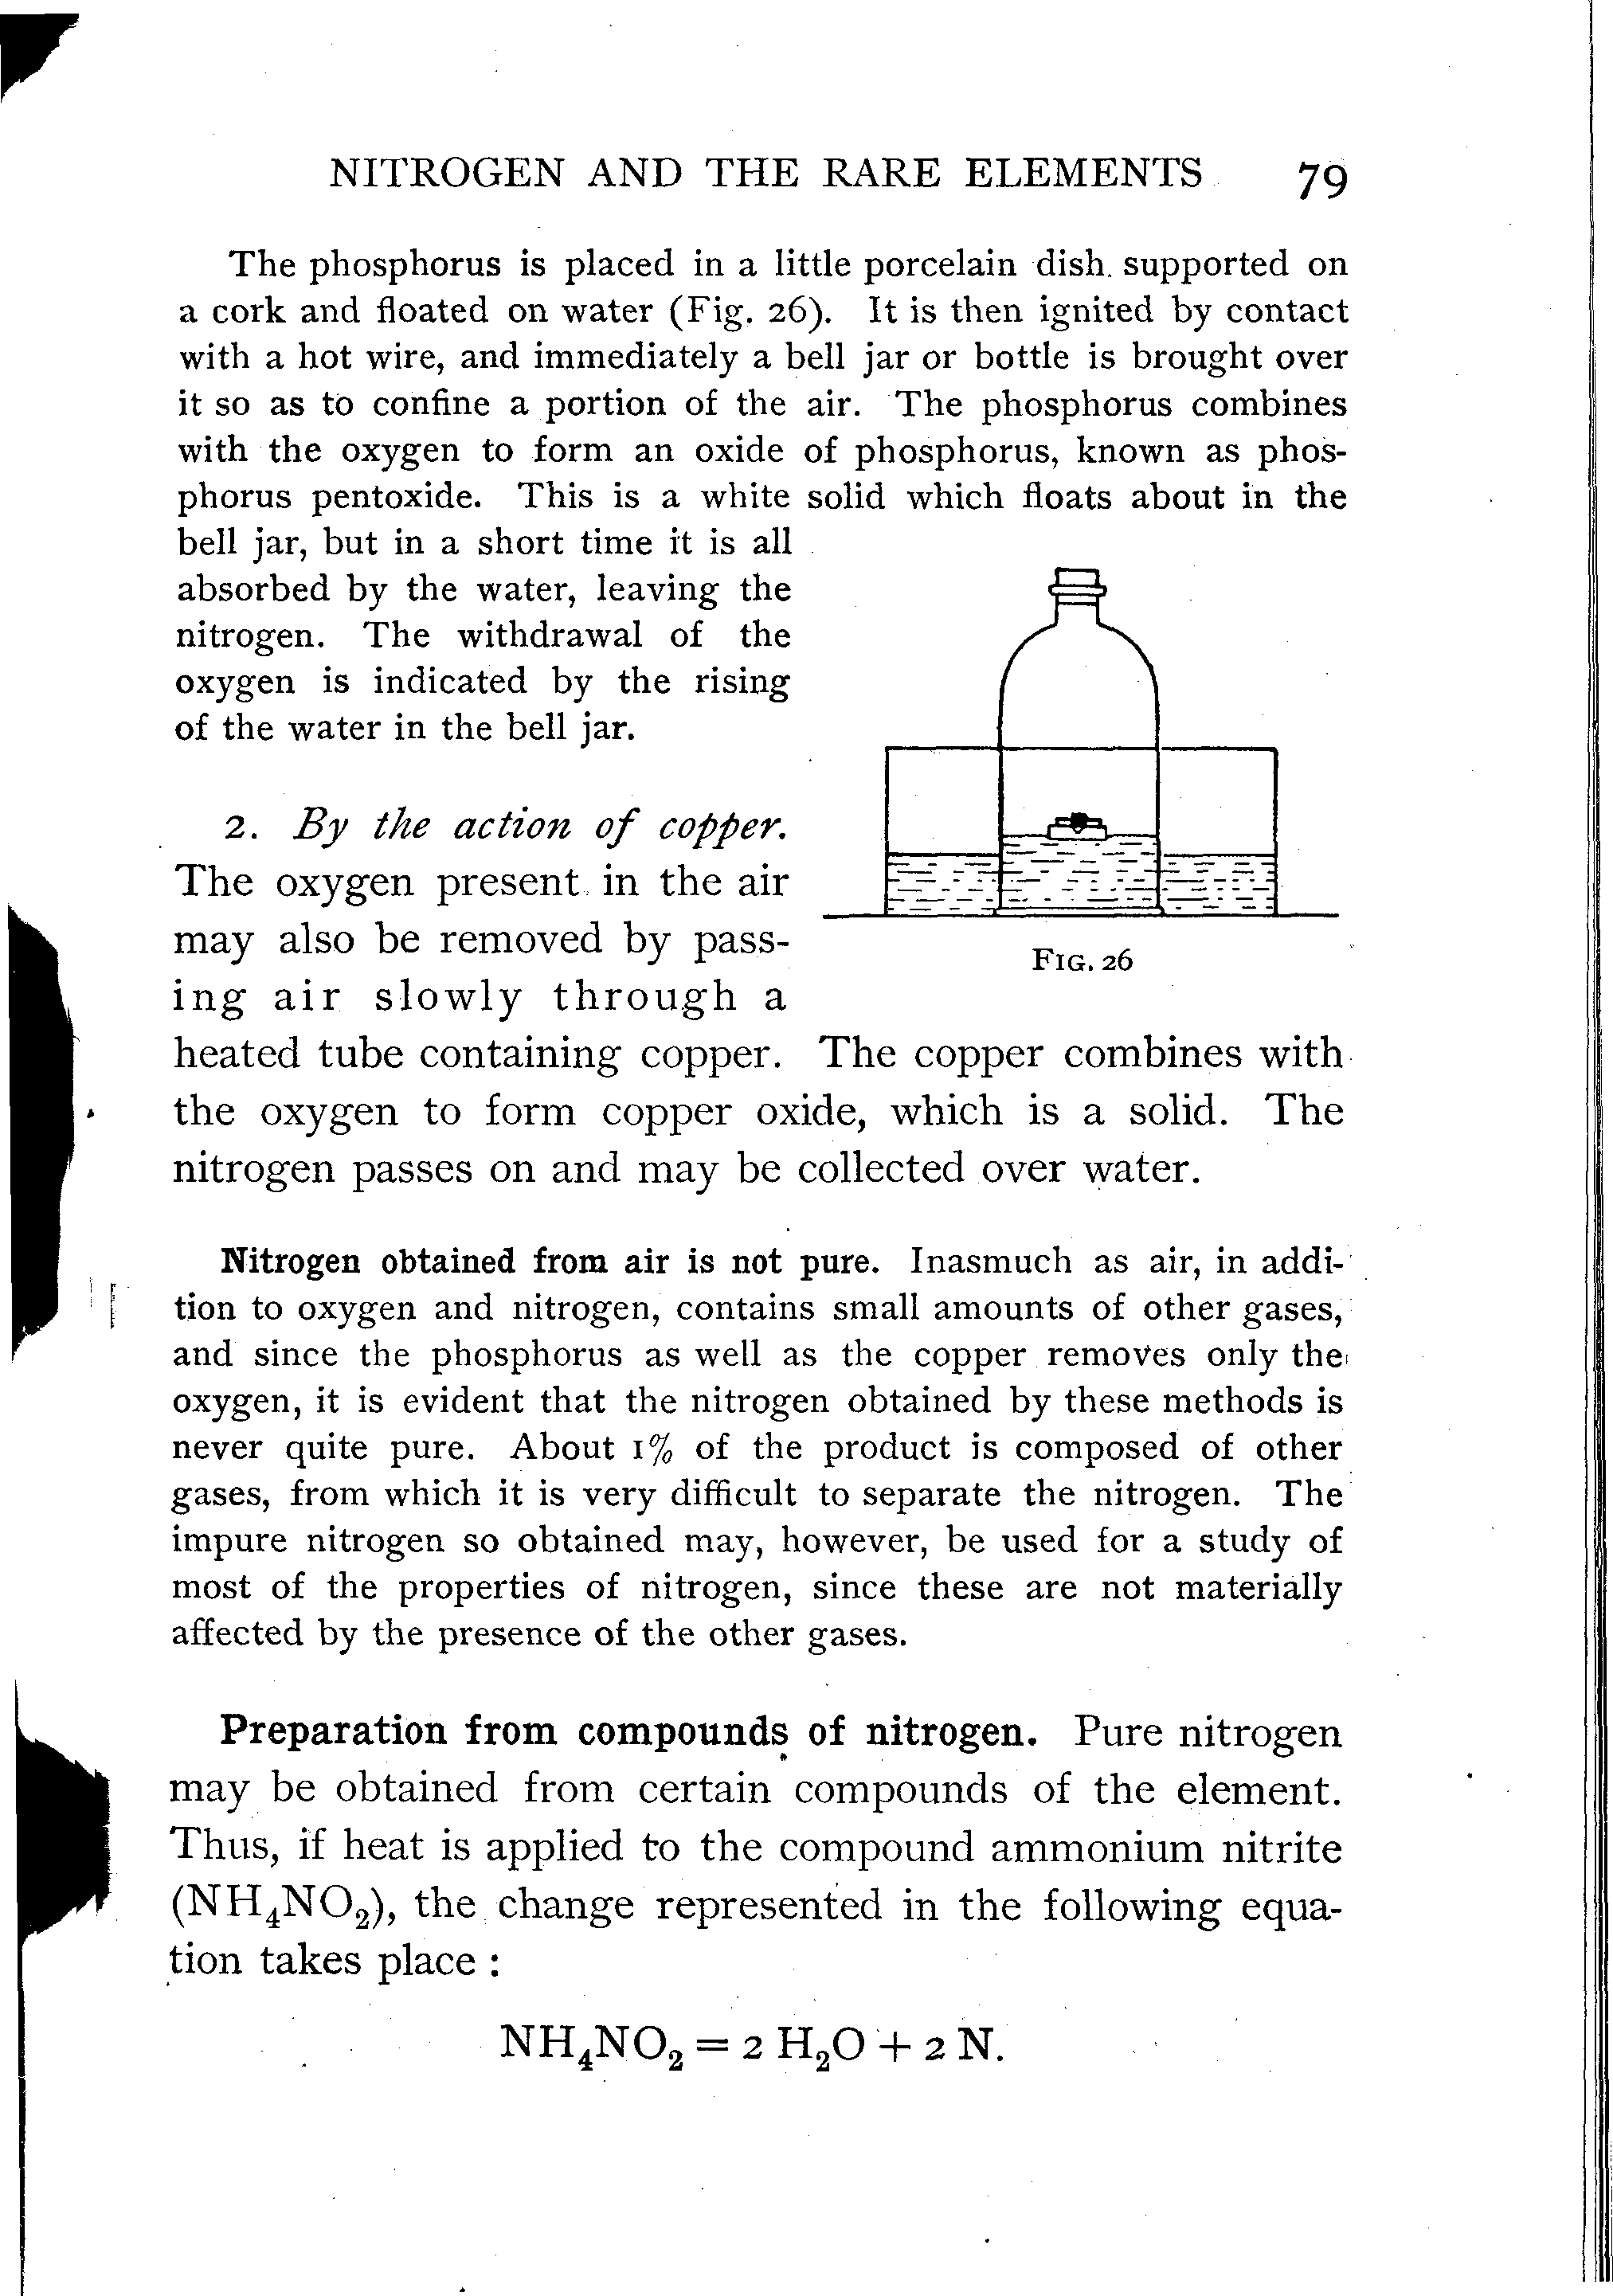 NITROGEN AND THE RARE ELEMENTS 79
The phosphorus is placed in a little porcelain dish supported on
a cork and floated on water (Fig. 26). It is then ignited by contact
with a hot wire, and immediately a bell jar or bottle is brought over
it so as to confine a portion of the air. The phosphorus combines
with the oxygen to form an oxide of phosphorus, known as phos-
phorus pentoxide. This is a white solid which floats about in the
bell jar, but in a short time it is all
absorbed by the water, leaving the
nitrogen. The withdrawal of the
oxygen is indicated by the rising
of the water in the bell jar.
2. By the action of copper.
The oxygen present in the air
may also be removed by pass-
ing air slowly through a
FIG. 26
heated tube containing copper. The copper combines with
the oxygen to form copper oxide, which is a solid. The
nitrogen passes on and may be collected over water.
Nitrogen obtained from air is not pure. Inasmuch as air, in addi-
tion to oxygen and nitrogen, contains small amounts of other gases,
and since the phosphorus as well as the copper removes only the
oxygen, it is evident that the nitrogen obtained by these methods is
never quite pure. About 1% of the product is composed of other
gases, from which it is very difficult to separate the nitrogen. The
impure nitrogen so obtained may, however, be used for a study of
most of the properties of nitrogen, since these are not materially
affected by the presence of the other gases.
Preparation from compounds of nitrogen. Pure nitrogen
may be obtained from certain compounds of the element.
Thus, if heat is applied to the compound ammonium nitrite
(NH₄NO₂), the change represented in the following equa-
tion takes place :
NH₄NO₂ = 2 H₂O + 2 N.